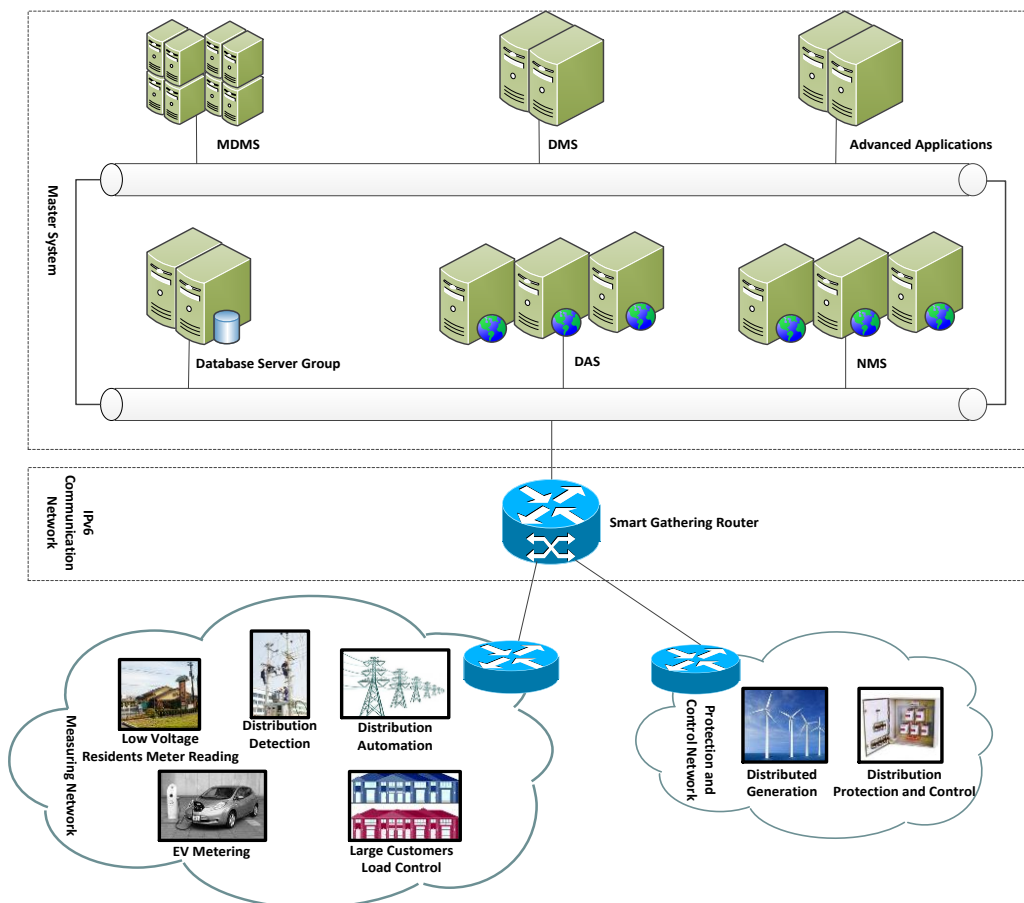 MDMS
DMS
Advanced Applications
Master System
Database Server Group
DAS
NMS
IPv6
Communication
Network
Smart Gathering Router
Measuring Network
Low Voltage
Residents Meter Reading
Distribution
Detection
Distribution
Automation
EV Metering
Large Customers
Load Control
Protection and
Control Network
Distributed
Generation
Distribution
Protection and Control